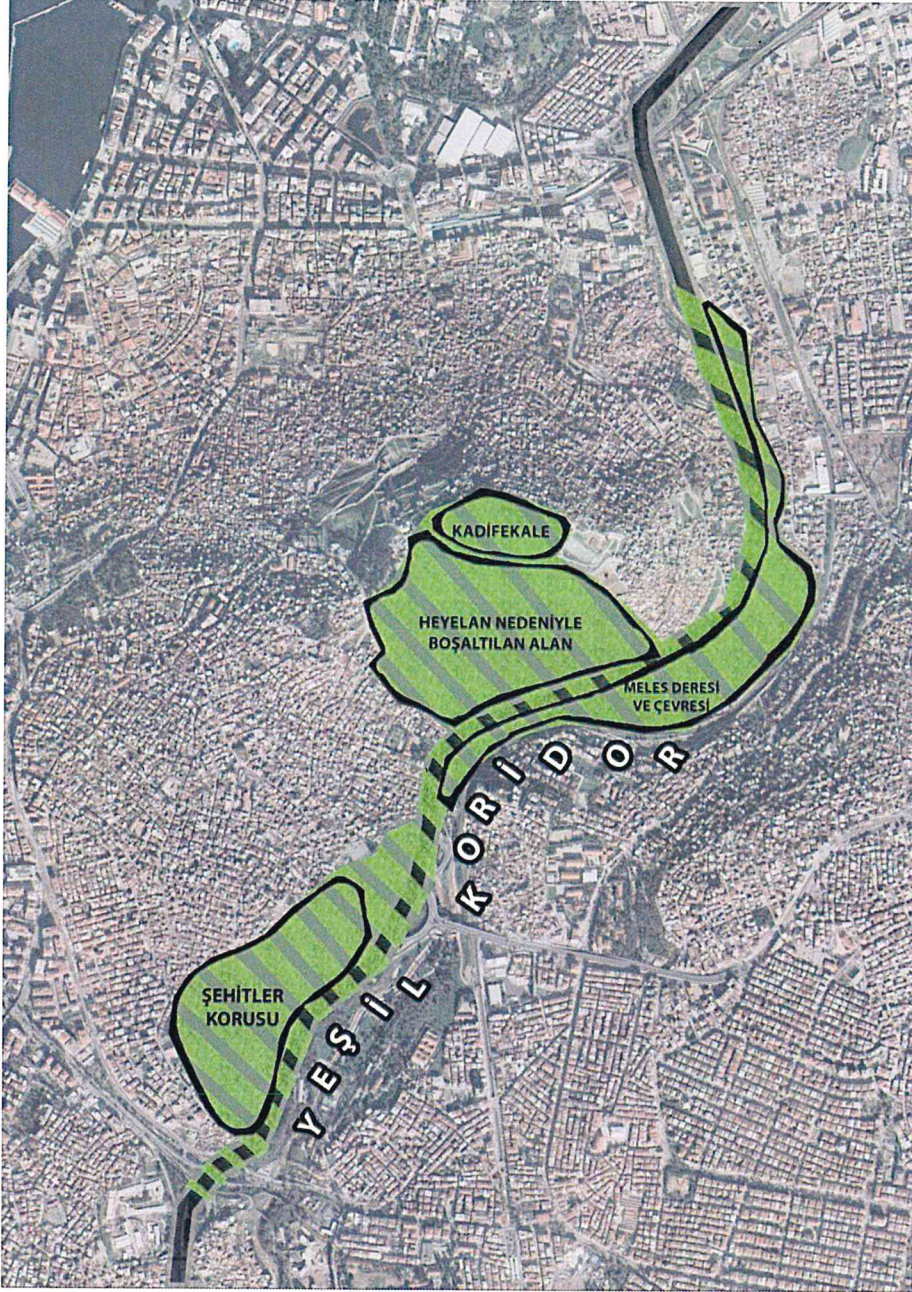 KADİFEKALE
HEYELAN NEDENİYLE
BOŞALTILAN ALAN
MELES DERESİ
VE ÇEVRESİ
ŞEHİTLER
KORUSU
YEŞİL KORİDOR